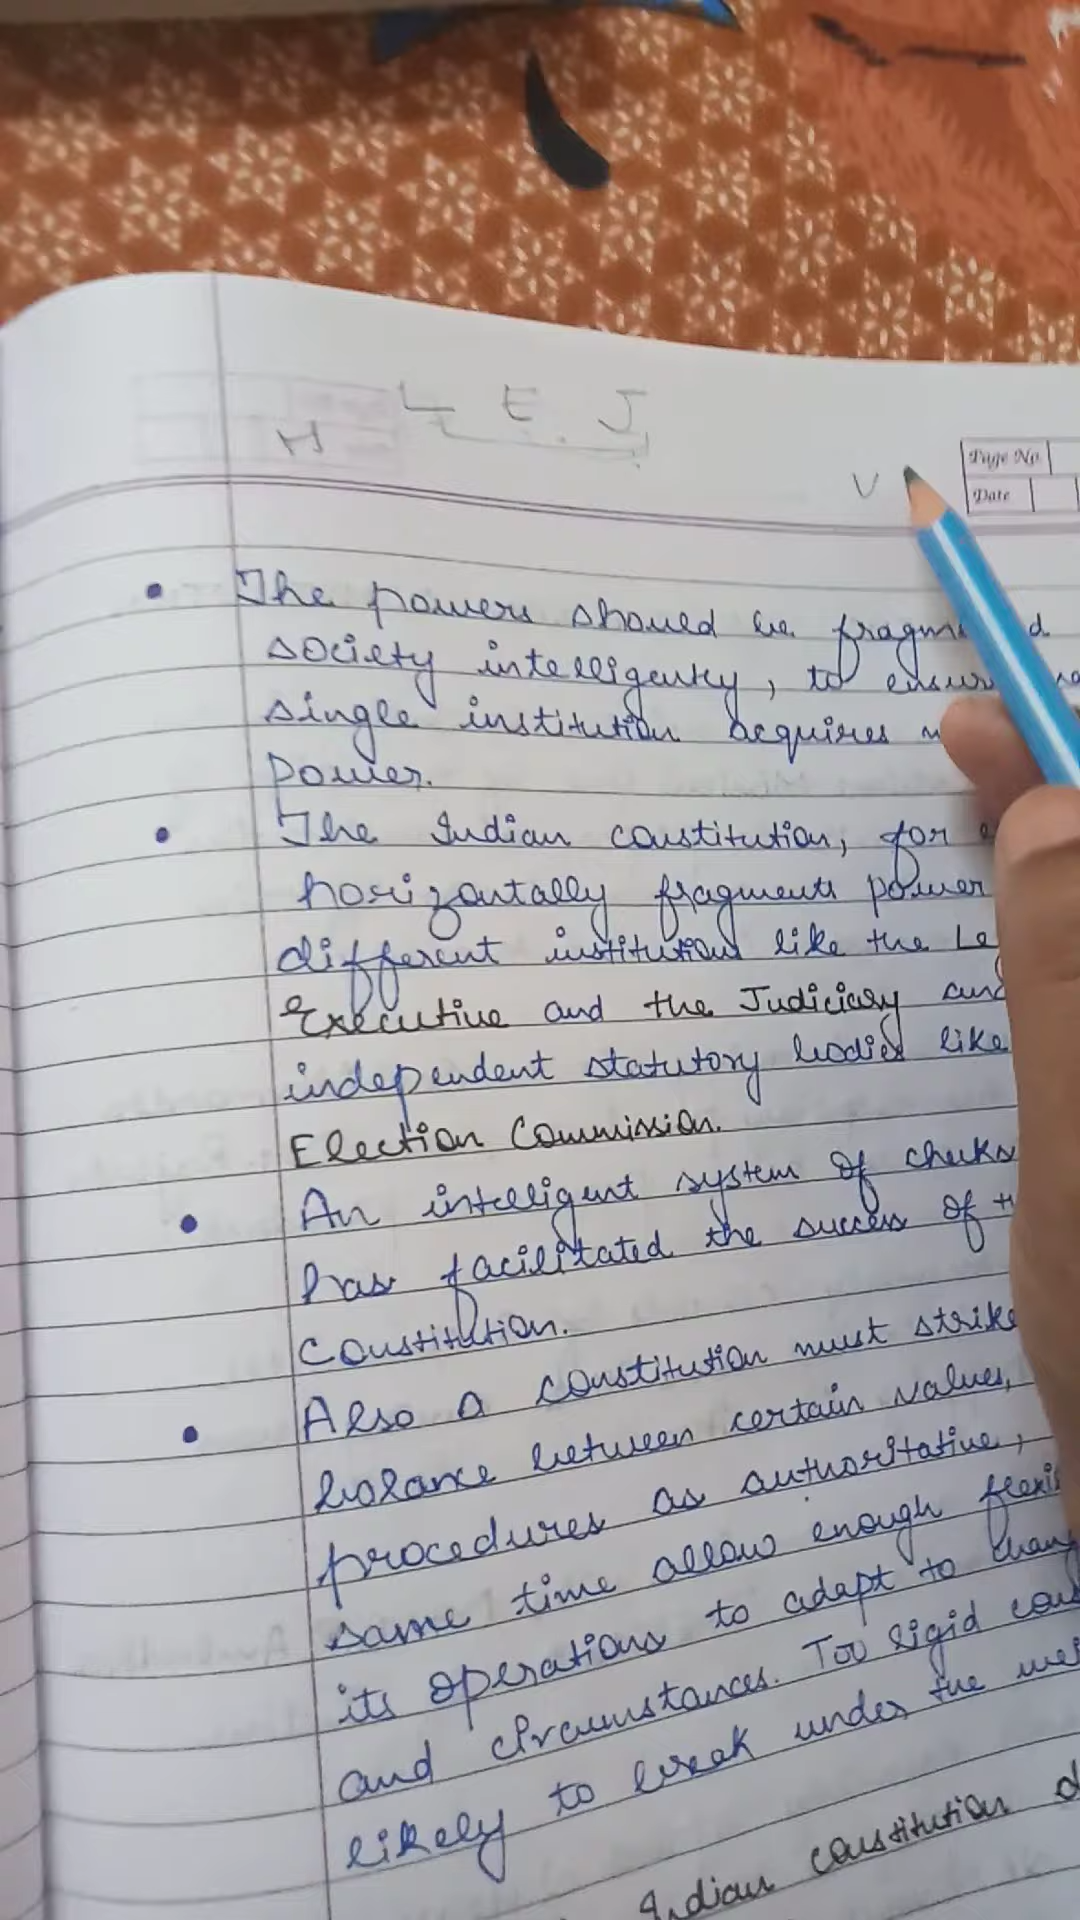 L E J
H
V
Page No.
Date
The powers should be
society intelligently, to
single institution acquires
power.
The Indian constitution, for
horizontally fragments power
different institutions like the
Executive and the Judiciary and
independent statutory bodies like
Election Commission.
An intelligent system of checks
has facilitated the success of
Constitution.
Also a constitution must strike
balance between certain values,
procedures as authoritative,
same time allow enough
its operations to adapt to
and circumstances. Too rigid
likely to break under the
Indian constitution